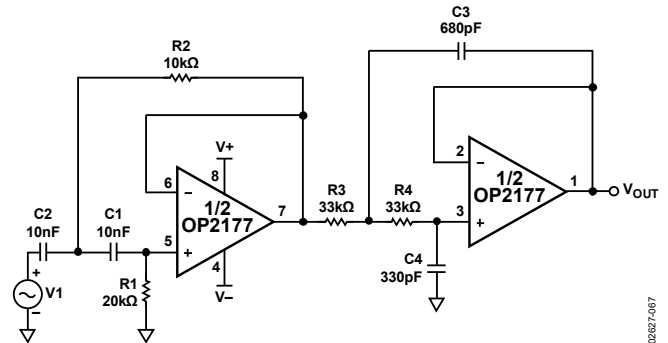 C3
680pF
R2
10kΩ
V+
6
–
8
1/2
OP2177
7
5
+
4
V–
C2
10nF
C1
10nF
+
V1
–
R1
20kΩ
R3
33kΩ
R4
33kΩ
2
–
1/2
OP2177
1
3
+
VOUT
C4
330pF
02627-067